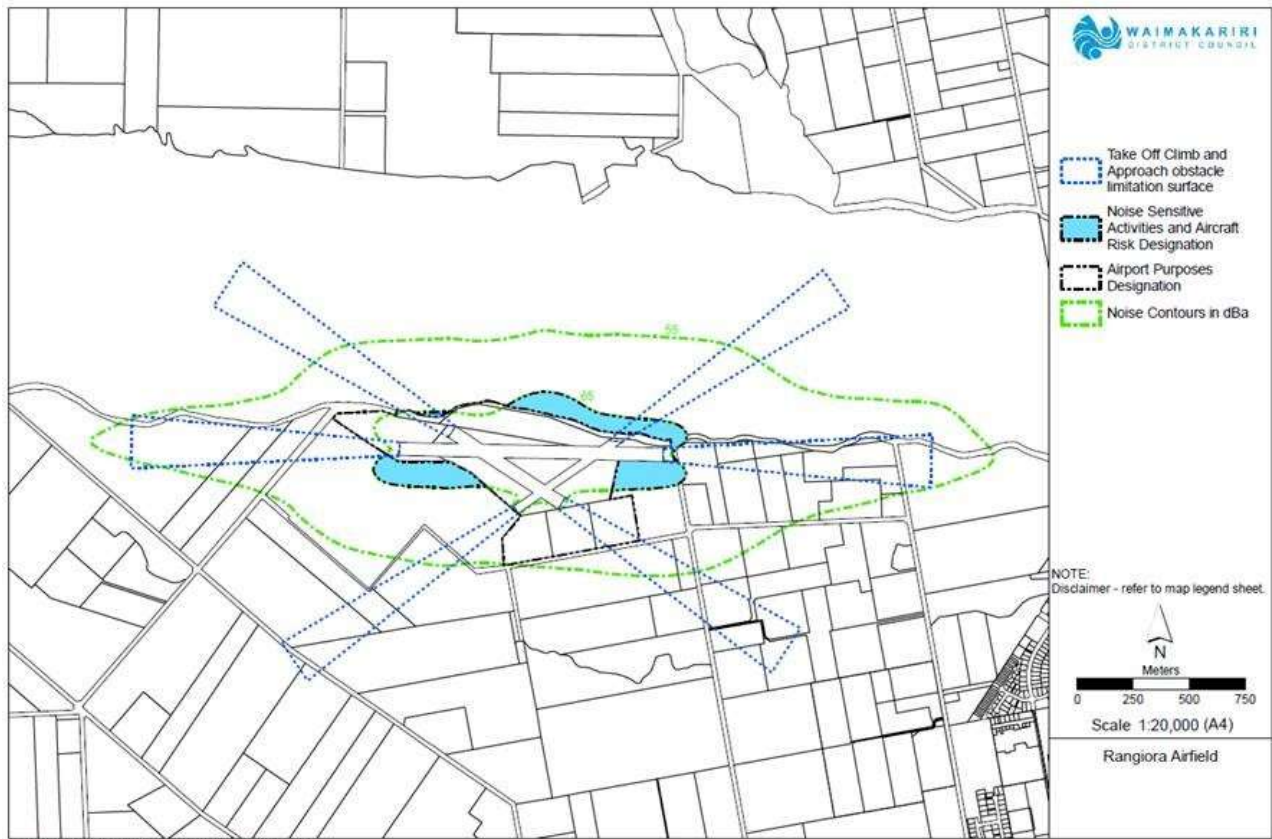 WAIMAKARIRI
DISTRICT COUNCIL
Take Off Climb and
Approach obstacle
limitation surface
Noise Sensitive
Activities and Aircraft
Risk Designation
Airport Purposes
Designation
Noise Contours in dBa
55
65
NOTE:
Disclaimer - refer to map legend sheet.
N
Meters
0 250 500 750
Scale 1:20,000 (A4)
Rangiora Airfield